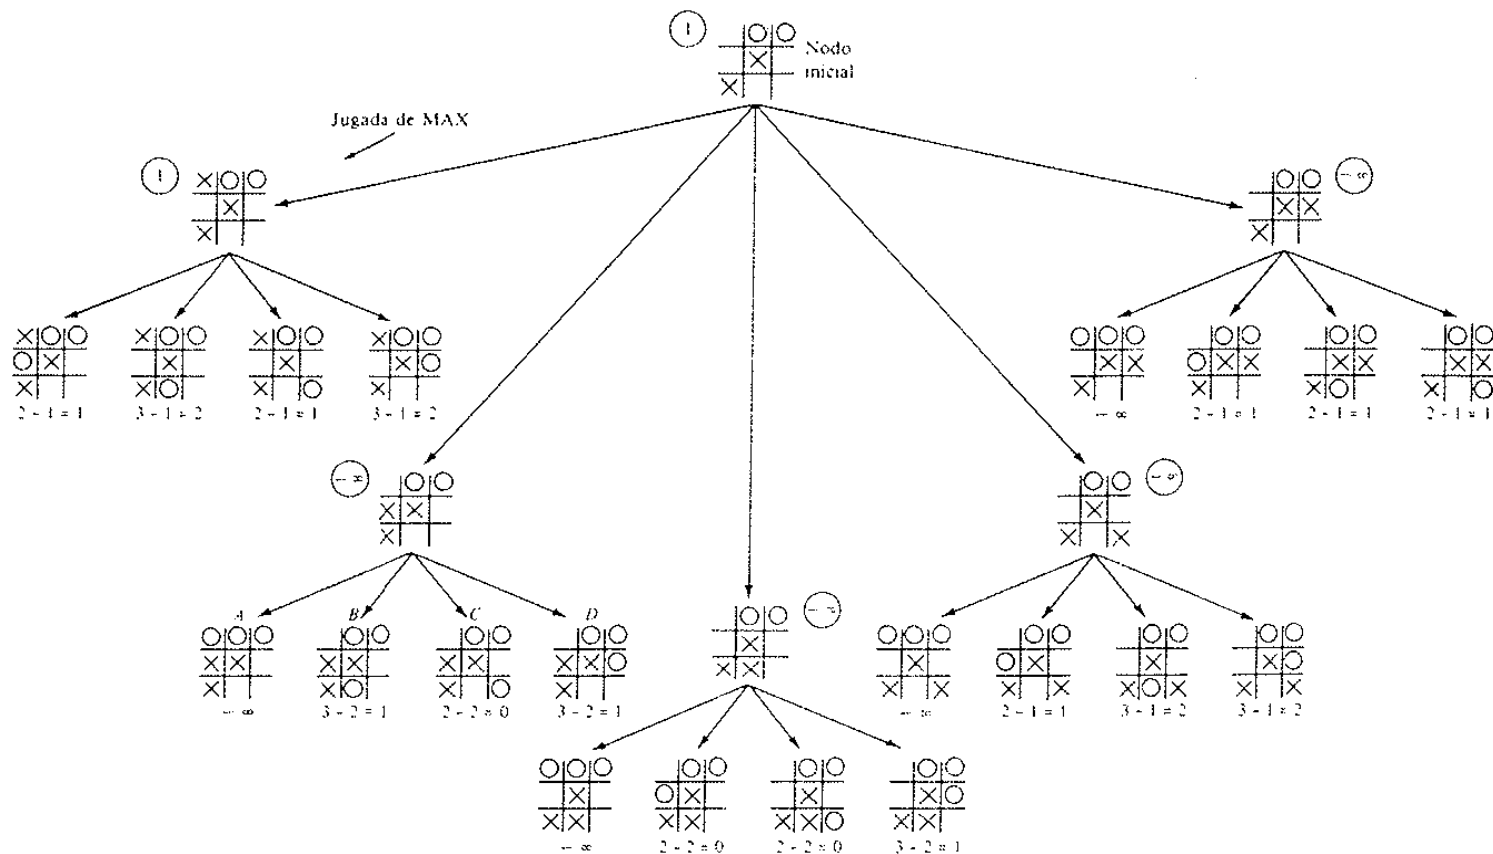 1
Nodo
inicial
Jugada de MAX
1
- ∞
2 - 1 = 1
3 - 1 = 2
2 - 1 = 1
3 - 1 = 2
- ∞
2 - 1 = 1
2 - 1 = 1
2 - 1 = 1
- ∞
- ∞
A
B
C
D
- ∞
3 - 2 = 1
2 - 2 = 0
3 - 2 = 1
- ∞
- ∞
2 - 1 = 1
3 - 1 = 2
3 - 1 = 2
- ∞
2 - 2 = 0
2 - 2 = 0
3 - 2 = 1